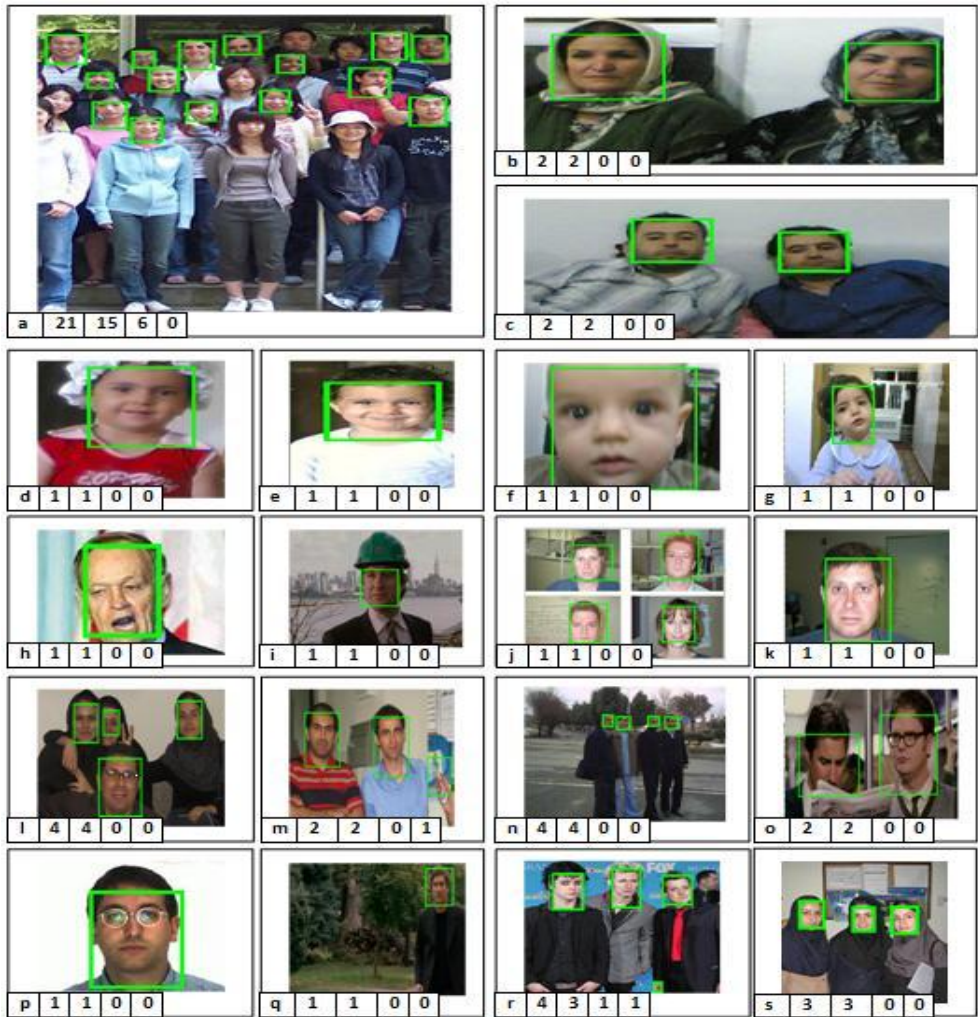 b 2 2 0 0
a 21 15 6 0
c 2 2 0 0
d 1 1 0 0
e 1 1 0 0
f 1 1 0 0
g 1 1 0 0
h 1 1 0 0
i 1 1 0 0
j 1 1 0 0
k 1 1 0 0
l 4 4 0 0
m 2 2 0 1
n 4 4 0 0
o 2 2 0 0
FOX
p 1 1 0 0
q 1 1 0 0
r 4 3 1 1
s 3 3 0 0